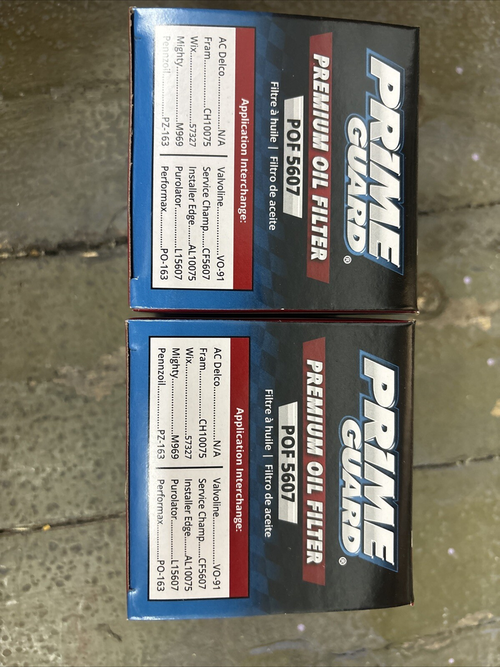 PRIME
GUARD®
PREMIUM OIL FILTER
POF 5607
Filtre à huile | Filtro de aceite
Application Interchange:
AC Delco..........N/A Valvoline..........VO-91
Fram..........CH10075 Service Champ....CF5607
Wix..........57327 Installer Edge....AL10075
Mighty..........M969 Purolator..........L15607
Pennzoil..........PZ-163 Performax..........PO-163
PRIME
GUARD®
PREMIUM OIL FILTER
POF 5607
Filtre à huile | Filtro de aceite
Application Interchange:
AC Delco..........N/A Valvoline..........VO-91
Fram..........CH10075 Service Champ....CF5607
Wix..........57327 Installer Edge....AL10075
Mighty..........M969 Purolator..........L15607
Pennzoil..........PZ-163 Performax..........PO-163